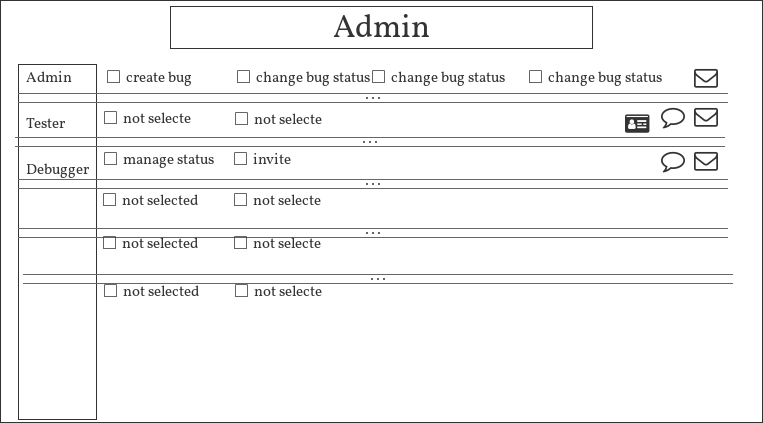 Admin
Admin create bug change bug status change bug status change bug status
...
Tester not selecte not selecte
...
Debugger manage status invite
...
not selected not selecte
...
not selected not selecte
...
not selected not selecte